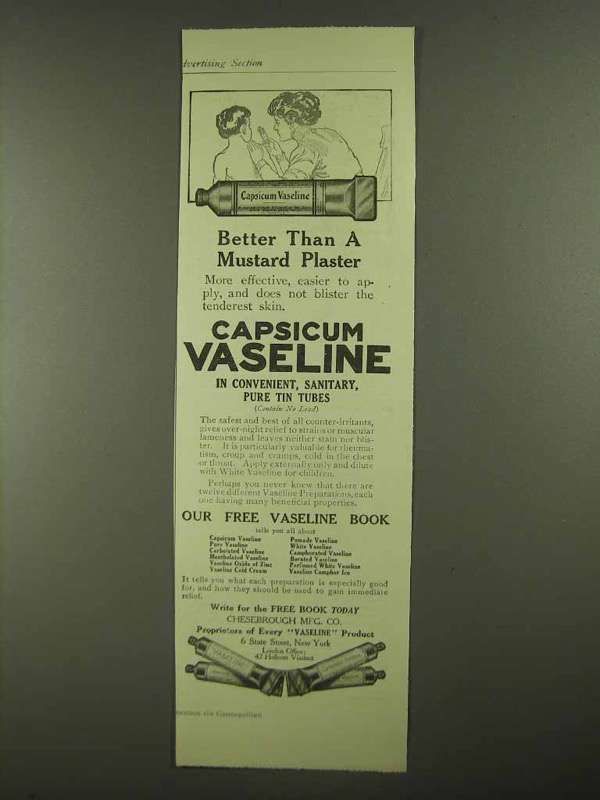 dvertising Section
Capsicum Vaseline
Better Than A
Mustard Plaster
More effective, easier to ap-
ply, and does not blister the
tenderest skin.
CAPSICUM
VASELINE
IN CONVENIENT, SANITARY,
PURE TIN TUBES
(Contain No Lead)
The safest and best of all counter-irritants,
gives over-night relief to strains or muscular
lameness and leaves neither stain nor blis-
ter. It is particularly valuable for rheuma-
tism, croup and cramps, cold in the chest
or throat. Apply externally only and dilute
with White Vaseline for children.
Perhaps you never knew that there are
twelve different Vaseline Preparations, each
one having many beneficial properties.
OUR FREE VASELINE BOOK
tells you all about
Capsicum Vaseline Pomade Vaseline
Pure Vaseline White Vaseline
Carbolated Vaseline Camphorated Vaseline
Mentholated Vaseline Borated Vaseline
Vaseline Oxide of Zinc Perfumed White Vaseline
Vaseline Cold Cream Vaseline Camphor Ice
It tells you what each preparation is especially good
for, and how they should be used to gain immediate
relief.
Write for the FREE BOOK TODAY
CHESEBROUGH MFG. CO.
Proprietors of Every "VASELINE" Product
6 State Street, New York
London Office:
42 Holborn Viaduct
VASELINE
Cosmopolitan